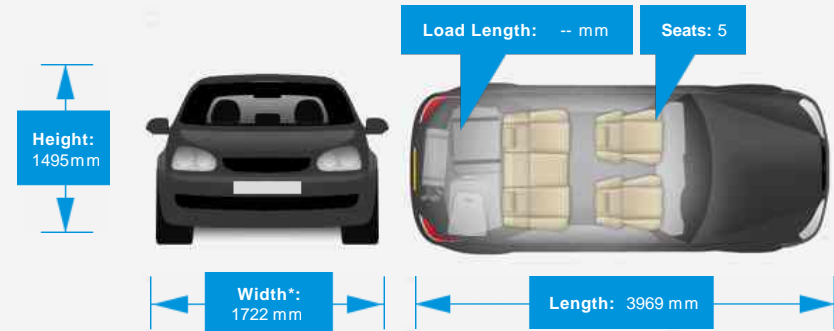 Load Length: -- mm
Seats: 5
Height:
1495mm
Width*:
1722 mm
Length: 3969 mm